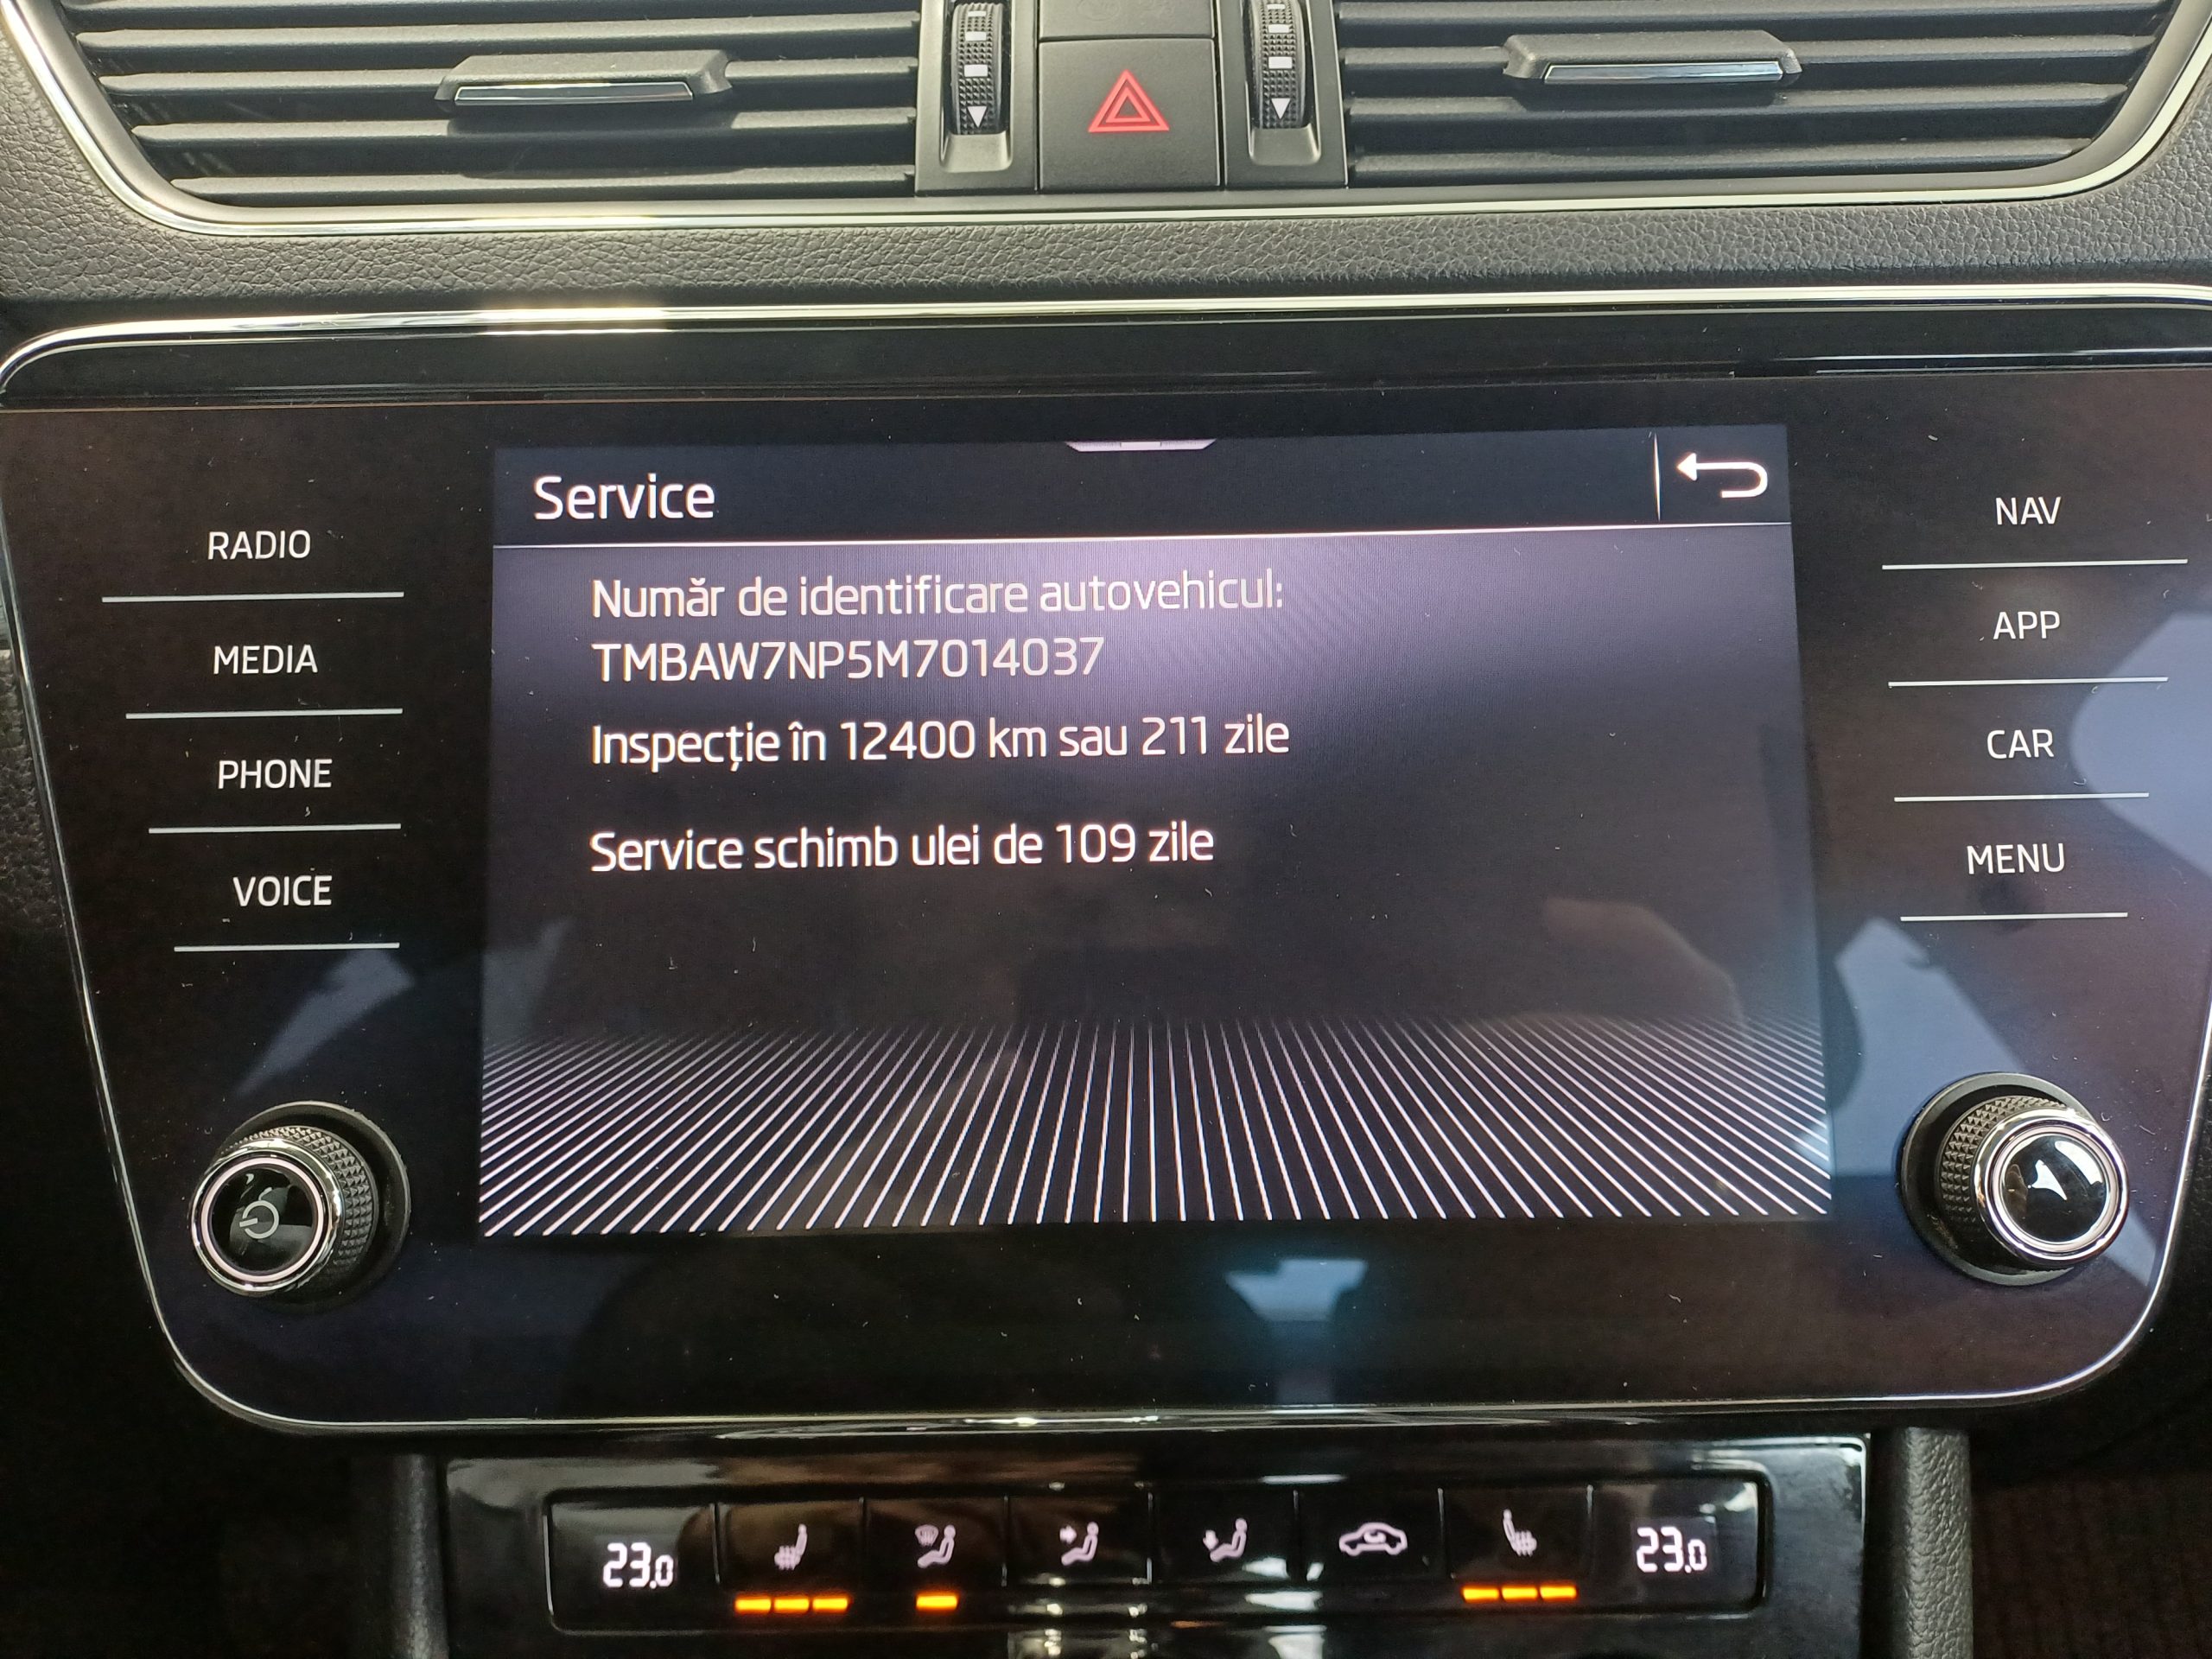 Service
RADIO
MEDIA
PHONE
VOICE
Număr de identificare autovehicul:
TMBAW7NP5M7014037
Inspecție în 12400 km sau 211 zile
Service schimb ulei de 109 zile
NAV
APP
CAR
MENU
23.0
23.0